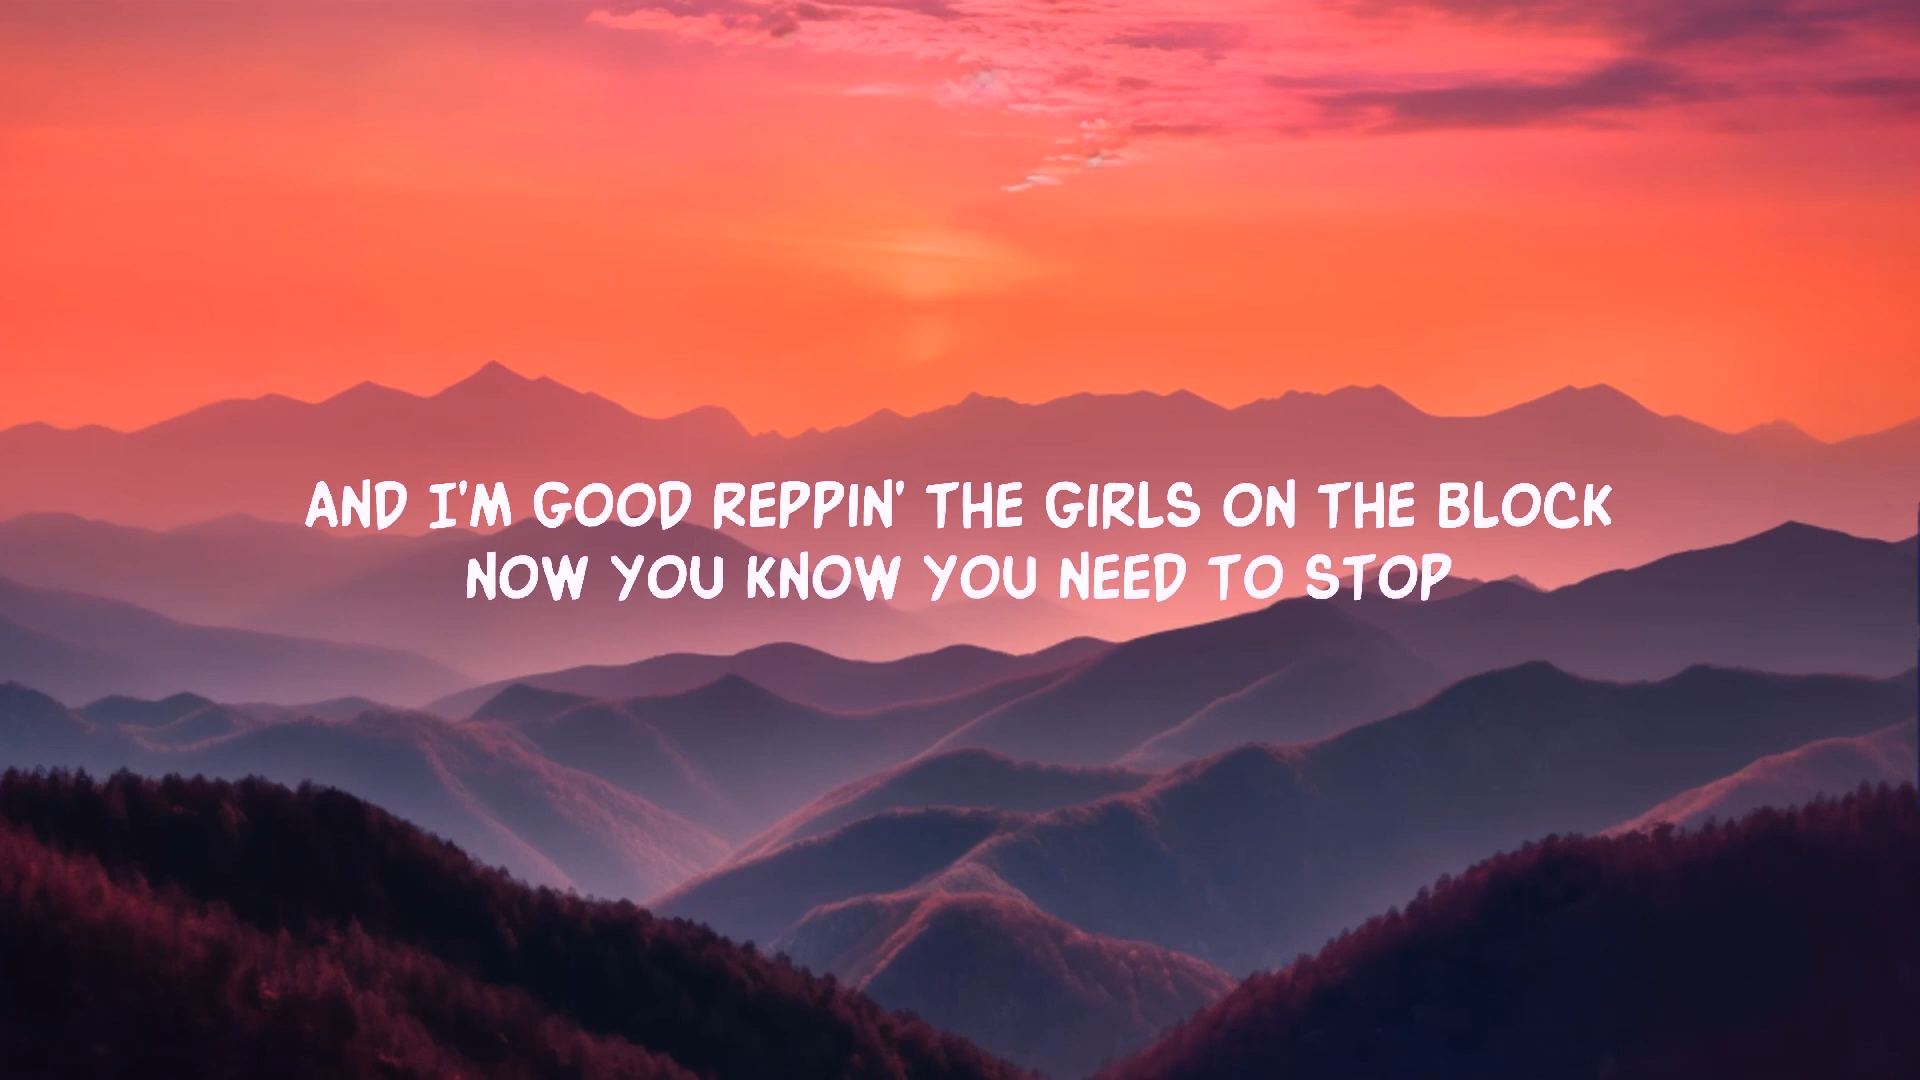 AND I'M GOOD REPPIN' THE GIRLS ON THE BLOCK
NOW YOU KNOW YOU NEED TO STOP